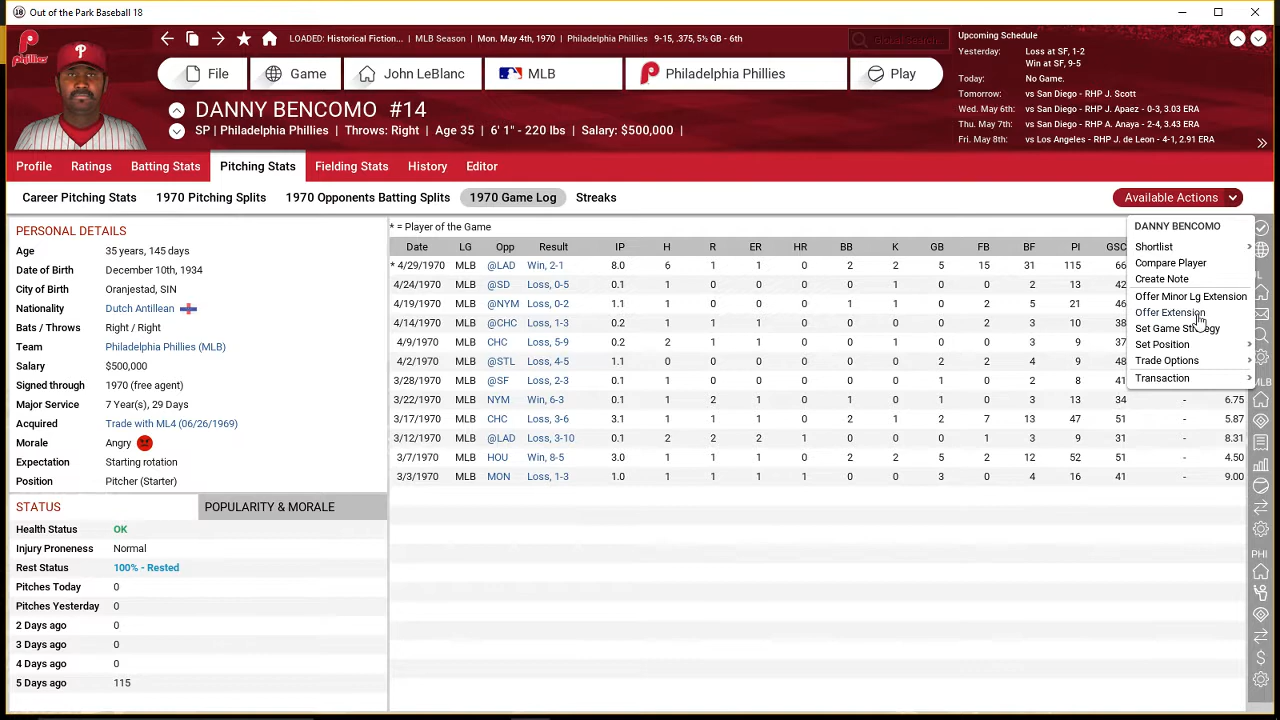 Out of the Park Baseball 18
LOADED: Historical Fiction... | MLB Season | Mon. May 4th, 1970 | Philadelphia Phillies 9-15, .375, 5½ GB - 6th
Global Search...
Upcoming Schedule
Yesterday: Loss at SF, 1-2
Win at SF, 9-5
Today: No Game.
Tomorrow: vs San Diego - RHP J. Scott
Wed. May 6th: vs San Diego - RHP J. Apaez - 0-3, 3.03 ERA
Thu. May 7th: vs San Diego - RHP A. Anaya - 2-4, 3.43 ERA
Fri. May 8th: vs Los Angeles - RHP J. de Leon - 4-1, 2.91 ERA
File Game John LeBlanc MLB Philadelphia Phillies Play
DANNY BENCOMO #14
SP | Philadelphia Phillies | Throws: Right | Age 35 | 6' 1" - 220 lbs | Salary: $500,000 |
Profile Ratings Batting Stats Pitching Stats Fielding Stats History Editor
Career Pitching Stats 1970 Pitching Splits 1970 Opponents Batting Splits 1970 Game Log Streaks Available Actions
PERSONAL DETAILS
Age 35 years, 145 days
Date of Birth December 10th, 1934
City of Birth Oranjestad, SIN
Nationality Dutch Antillean
Bats / Throws Right / Right
Team Philadelphia Phillies (MLB)
Salary $500,000
Signed through 1970 (free agent)
Major Service 7 Year(s), 29 Days
Acquired Trade with ML4 (06/26/1969)
Morale Angry
Expectation Starting rotation
Position Pitcher (Starter)
STATUS POPULARITY & MORALE
Health Status OK
Injury Proneness Normal
Rest Status 100% - Rested
Pitches Today 0
Pitches Yesterday 0
2 Days ago 0
3 Days ago 0
4 Days ago 0
5 Days ago 115
* = Player of the Game
Date LG Opp Result IP H R ER HR BB K GB FB BF PI GSC
* 4/29/1970 MLB @LAD Win, 2-1 8.0 6 1 1 0 2 2 5 15 31 115 66
4/24/1970 MLB @SD Loss, 0-5 0.1 1 0 0 0 0 0 0 0 2 13 42
4/19/1970 MLB @NYM Loss, 0-2 1.1 1 0 0 0 1 1 0 2 5 21 46
4/14/1970 MLB @CHC Loss, 1-3 0.2 1 0 0 0 0 0 0 2 3 10 38
4/9/1970 MLB CHC Loss, 5-9 0.2 2 1 1 0 0 0 1 0 3 9 37
4/2/1970 MLB @STL Loss, 4-5 1.1 0 0 0 0 0 0 2 2 4 9 48
3/28/1970 MLB @SF Loss, 2-3 0.1 1 0 0 0 0 0 1 0 2 8 41
3/22/1970 MLB NYM Win, 6-3 0.1 1 2 1 0 1 0 1 0 3 13 34 - 6.75
3/17/1970 MLB CHC Loss, 3-6 3.1 1 0 0 0 2 1 2 7 13 47 51 - 5.87
3/12/1970 MLB @LAD Loss, 3-10 0.1 2 2 2 1 0 0 0 1 3 9 31 - 8.31
3/7/1970 MLB HOU Win, 8-5 3.0 1 1 1 0 2 2 5 2 12 52 51 - 4.50
3/3/1970 MLB MON Loss, 1-3 1.0 1 1 1 1 0 0 3 0 4 16 41 - 9.00
DANNY BENCOMO
Shortlist
Compare Player
Create Note
Offer Minor Lg Extension
Offer Extension
Set Game Strategy
Set Position
Trade Options
Transaction
MLB
PHI